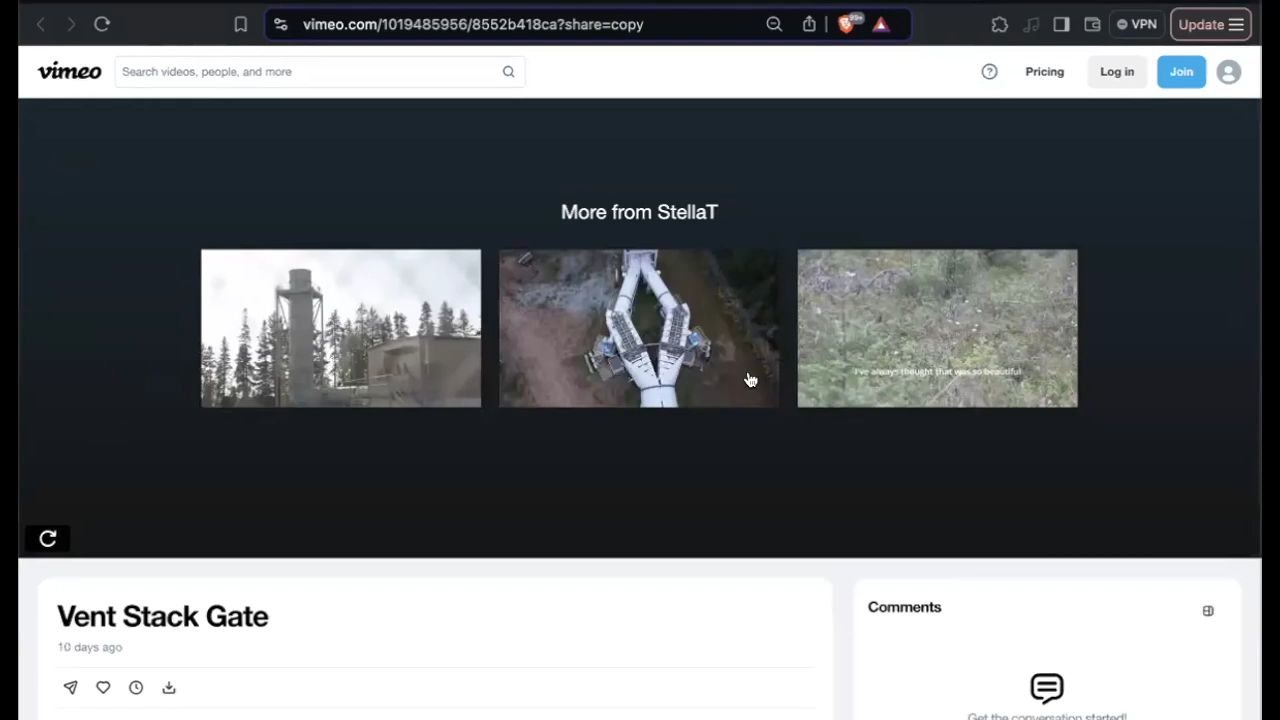 vimeo.com/1019485956/8552b418ca?share=copy
99+
VPN
Update
vimeo
Search videos, people, and more
Pricing
Log in
Join
More from StellaT
I've always thought that was so beautiful
Vent Stack Gate
10 days ago
Comments
Get the conversation started!